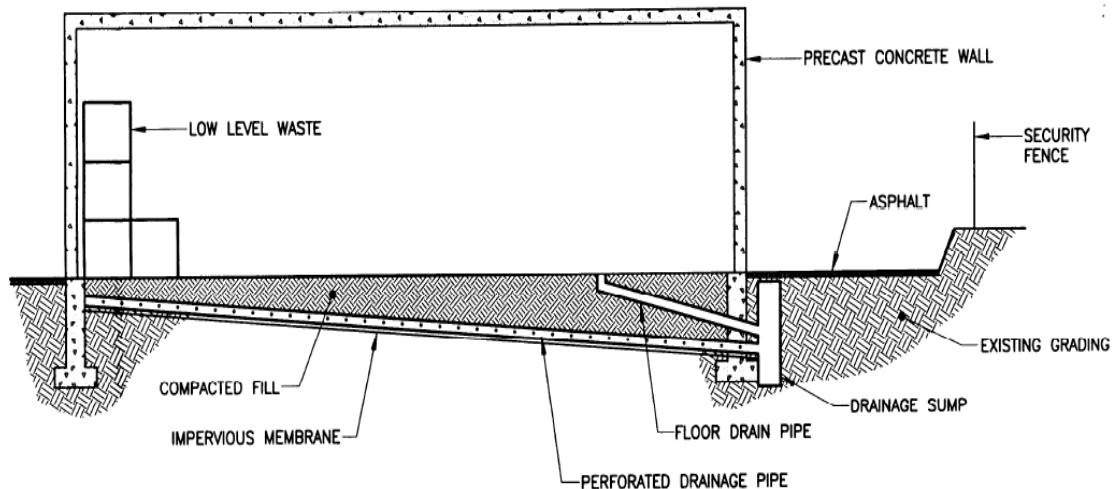 PRECAST CONCRETE WALL
LOW LEVEL WASTE
SECURITY
FENCE
ASPHALT
EXISTING GRADING
COMPACTED FILL
DRAINAGE SUMP
IMPERVIOUS MEMBRANE
FLOOR DRAIN PIPE
PERFORATED DRAINAGE PIPE